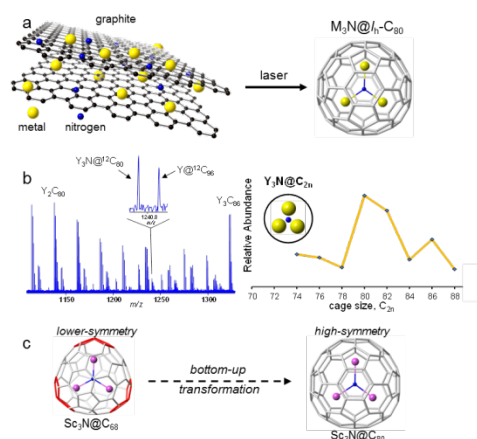 a
graphite
M₃N@Iₕ-C₈₀
laser
metal
nitrogen
b
Y₂C₈₀
Y₃N@¹²C₈₀
Y@¹²C₉₆
Y₃C₈₆
1240.8
m/z
1150
1200
1250
1300
m/z
Relative Abundance
Y₃N@C₂ₙ
70 72 74 76 78 80 82 84 86 88
cage size, C₂ₙ
c
lower-symmetry
high-symmetry
bottom-up
transformation
Sc₃N@C₆₈
Sc₃N@C₈₀